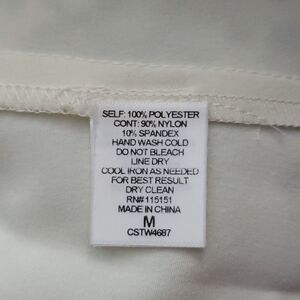 SELF: 100% POLYESTER
CONT: 90% NYLON
10% SPANDEX
HAND WASH COLD
DO NOT BLEACH
LINE DRY
COOL IRON AS NEEDED
FOR BEST RESULT
DRY CLEAN
RN# 115151
MADE IN CHINA
M
CSTW4687